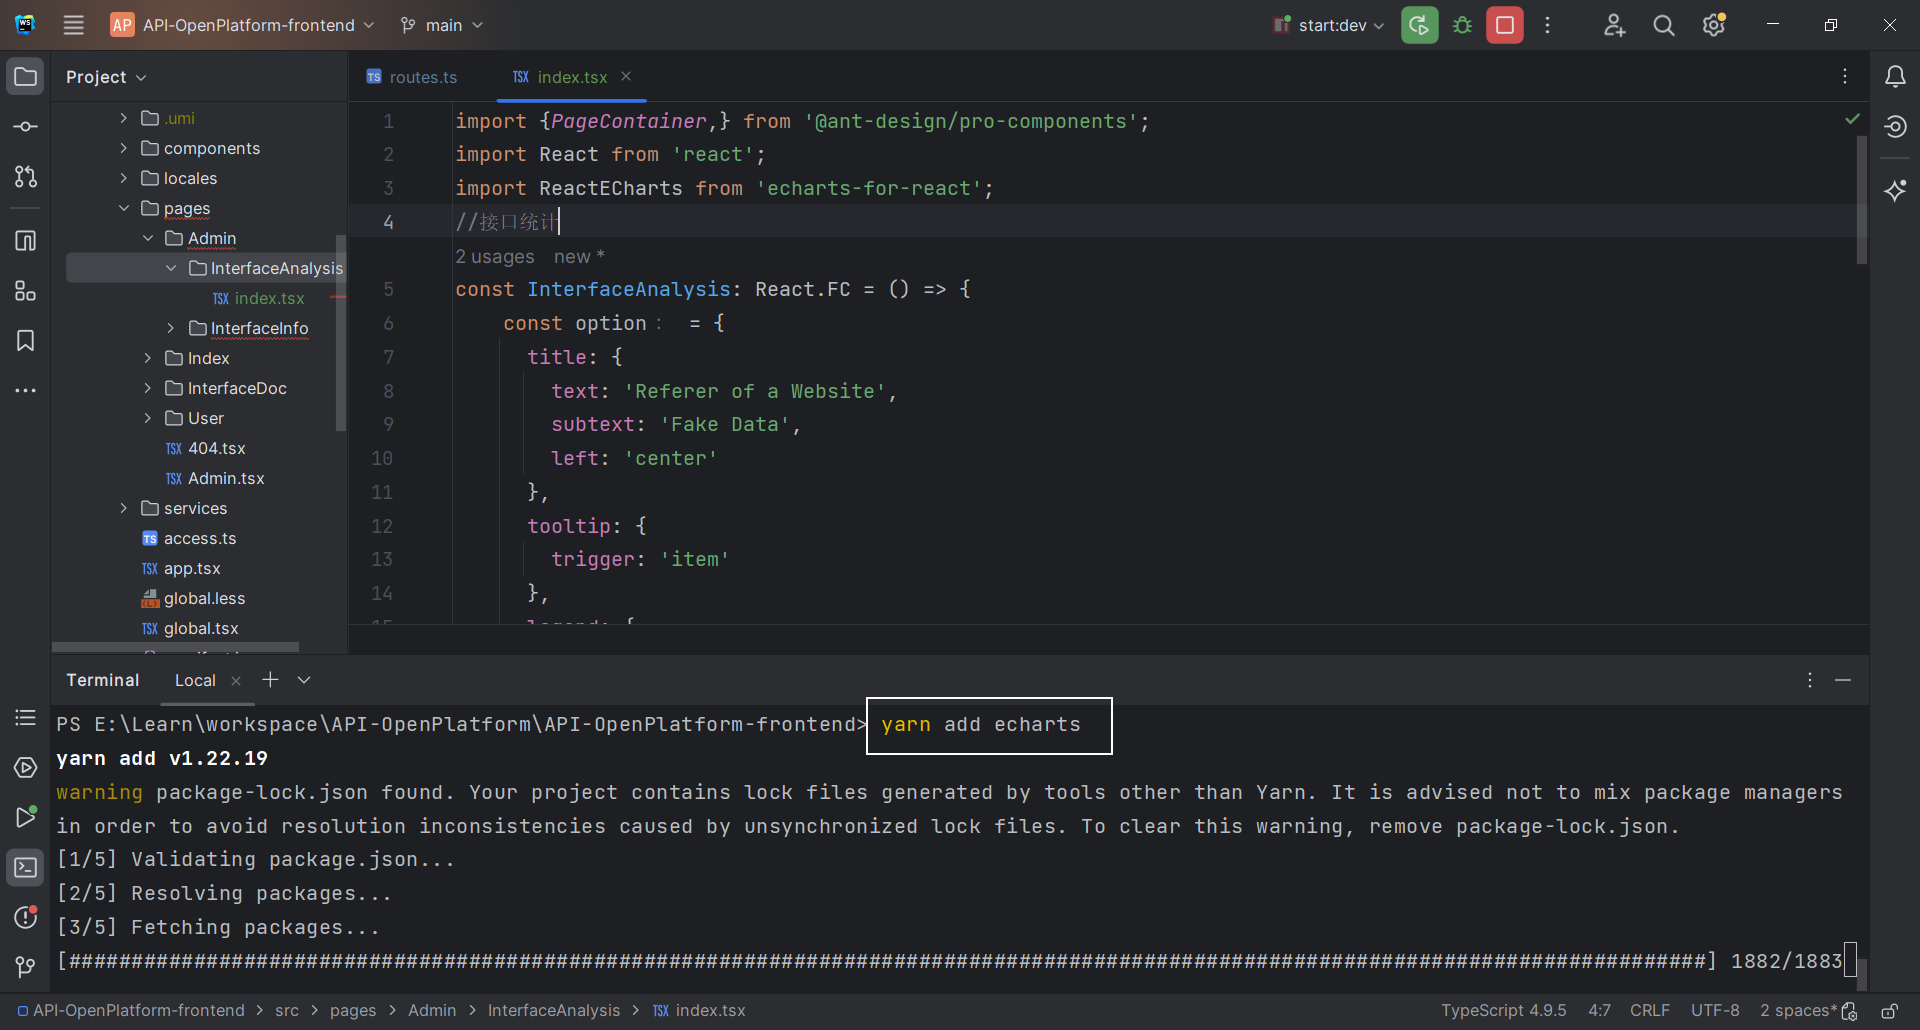 WS
AP API-OpenPlatform-frontend main start:dev
Project
routes.ts
index.tsx
.umi
components
locales
pages
Admin
InterfaceAnalysis
index.tsx
InterfaceInfo
Index
InterfaceDoc
User
404.tsx
Admin.tsx
services
access.ts
app.tsx
global.less
global.tsx
1 import {PageContainer,} from '@ant-design/pro-components';
2 import React from 'react';
3 import ReactECharts from 'echarts-for-react';
4 //接口统计
2 usages new *
5 const InterfaceAnalysis: React.FC = () => {
6 const option : = {
7 title: {
8 text: 'Referer of a Website',
9 subtext: 'Fake Data',
10 left: 'center'
11 },
12 tooltip: {
13 trigger: 'item'
14 },
15 legend: {
Terminal Local
PS E:\Learn\workspace\API-OpenPlatform\API-OpenPlatform-frontend> yarn add echarts
yarn add v1.22.19
warning package-lock.json found. Your project contains lock files generated by tools other than Yarn. It is advised not to mix package managers
in order to avoid resolution inconsistencies caused by unsynchronized lock files. To clear this warning, remove package-lock.json.
[1/5] Validating package.json...
[2/5] Resolving packages...
[3/5] Fetching packages...
[###################################################################################################################################] 1882/1883
API-OpenPlatform-frontend > src > pages > Admin > InterfaceAnalysis > TSX index.tsx TypeScript 4.9.5 4:7 CRLF UTF-8 2 spaces*